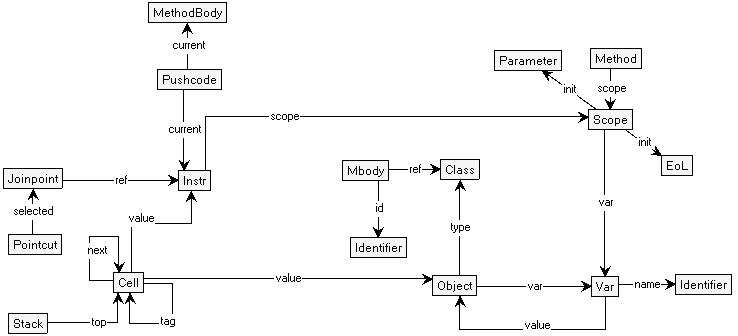 MethodBody
current
Pushcode
Parameter
Method
init
scope
current
scope
Scope
init
Joinpoint
ref
Instr
Mbody
ref
Class
EoL
selected
value
id
type
var
Pointcut
next
Identifier
Cell
value
Object
var
Var
name
Identifier
Stack
top
tag
value